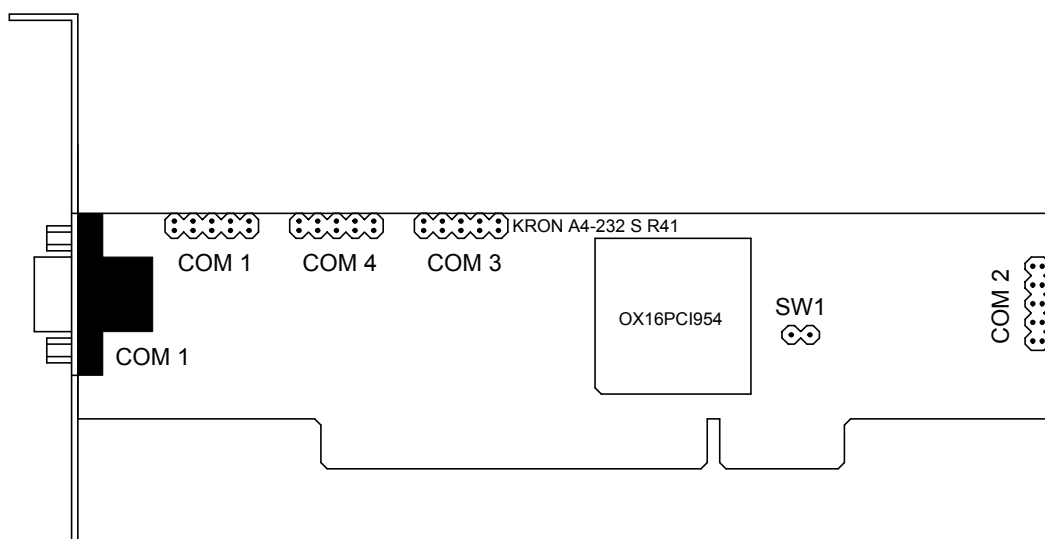 KRON A4-232 S R41
COM 1
COM 4
COM 3
OX16PCI954
SW1
COM 2
COM 1